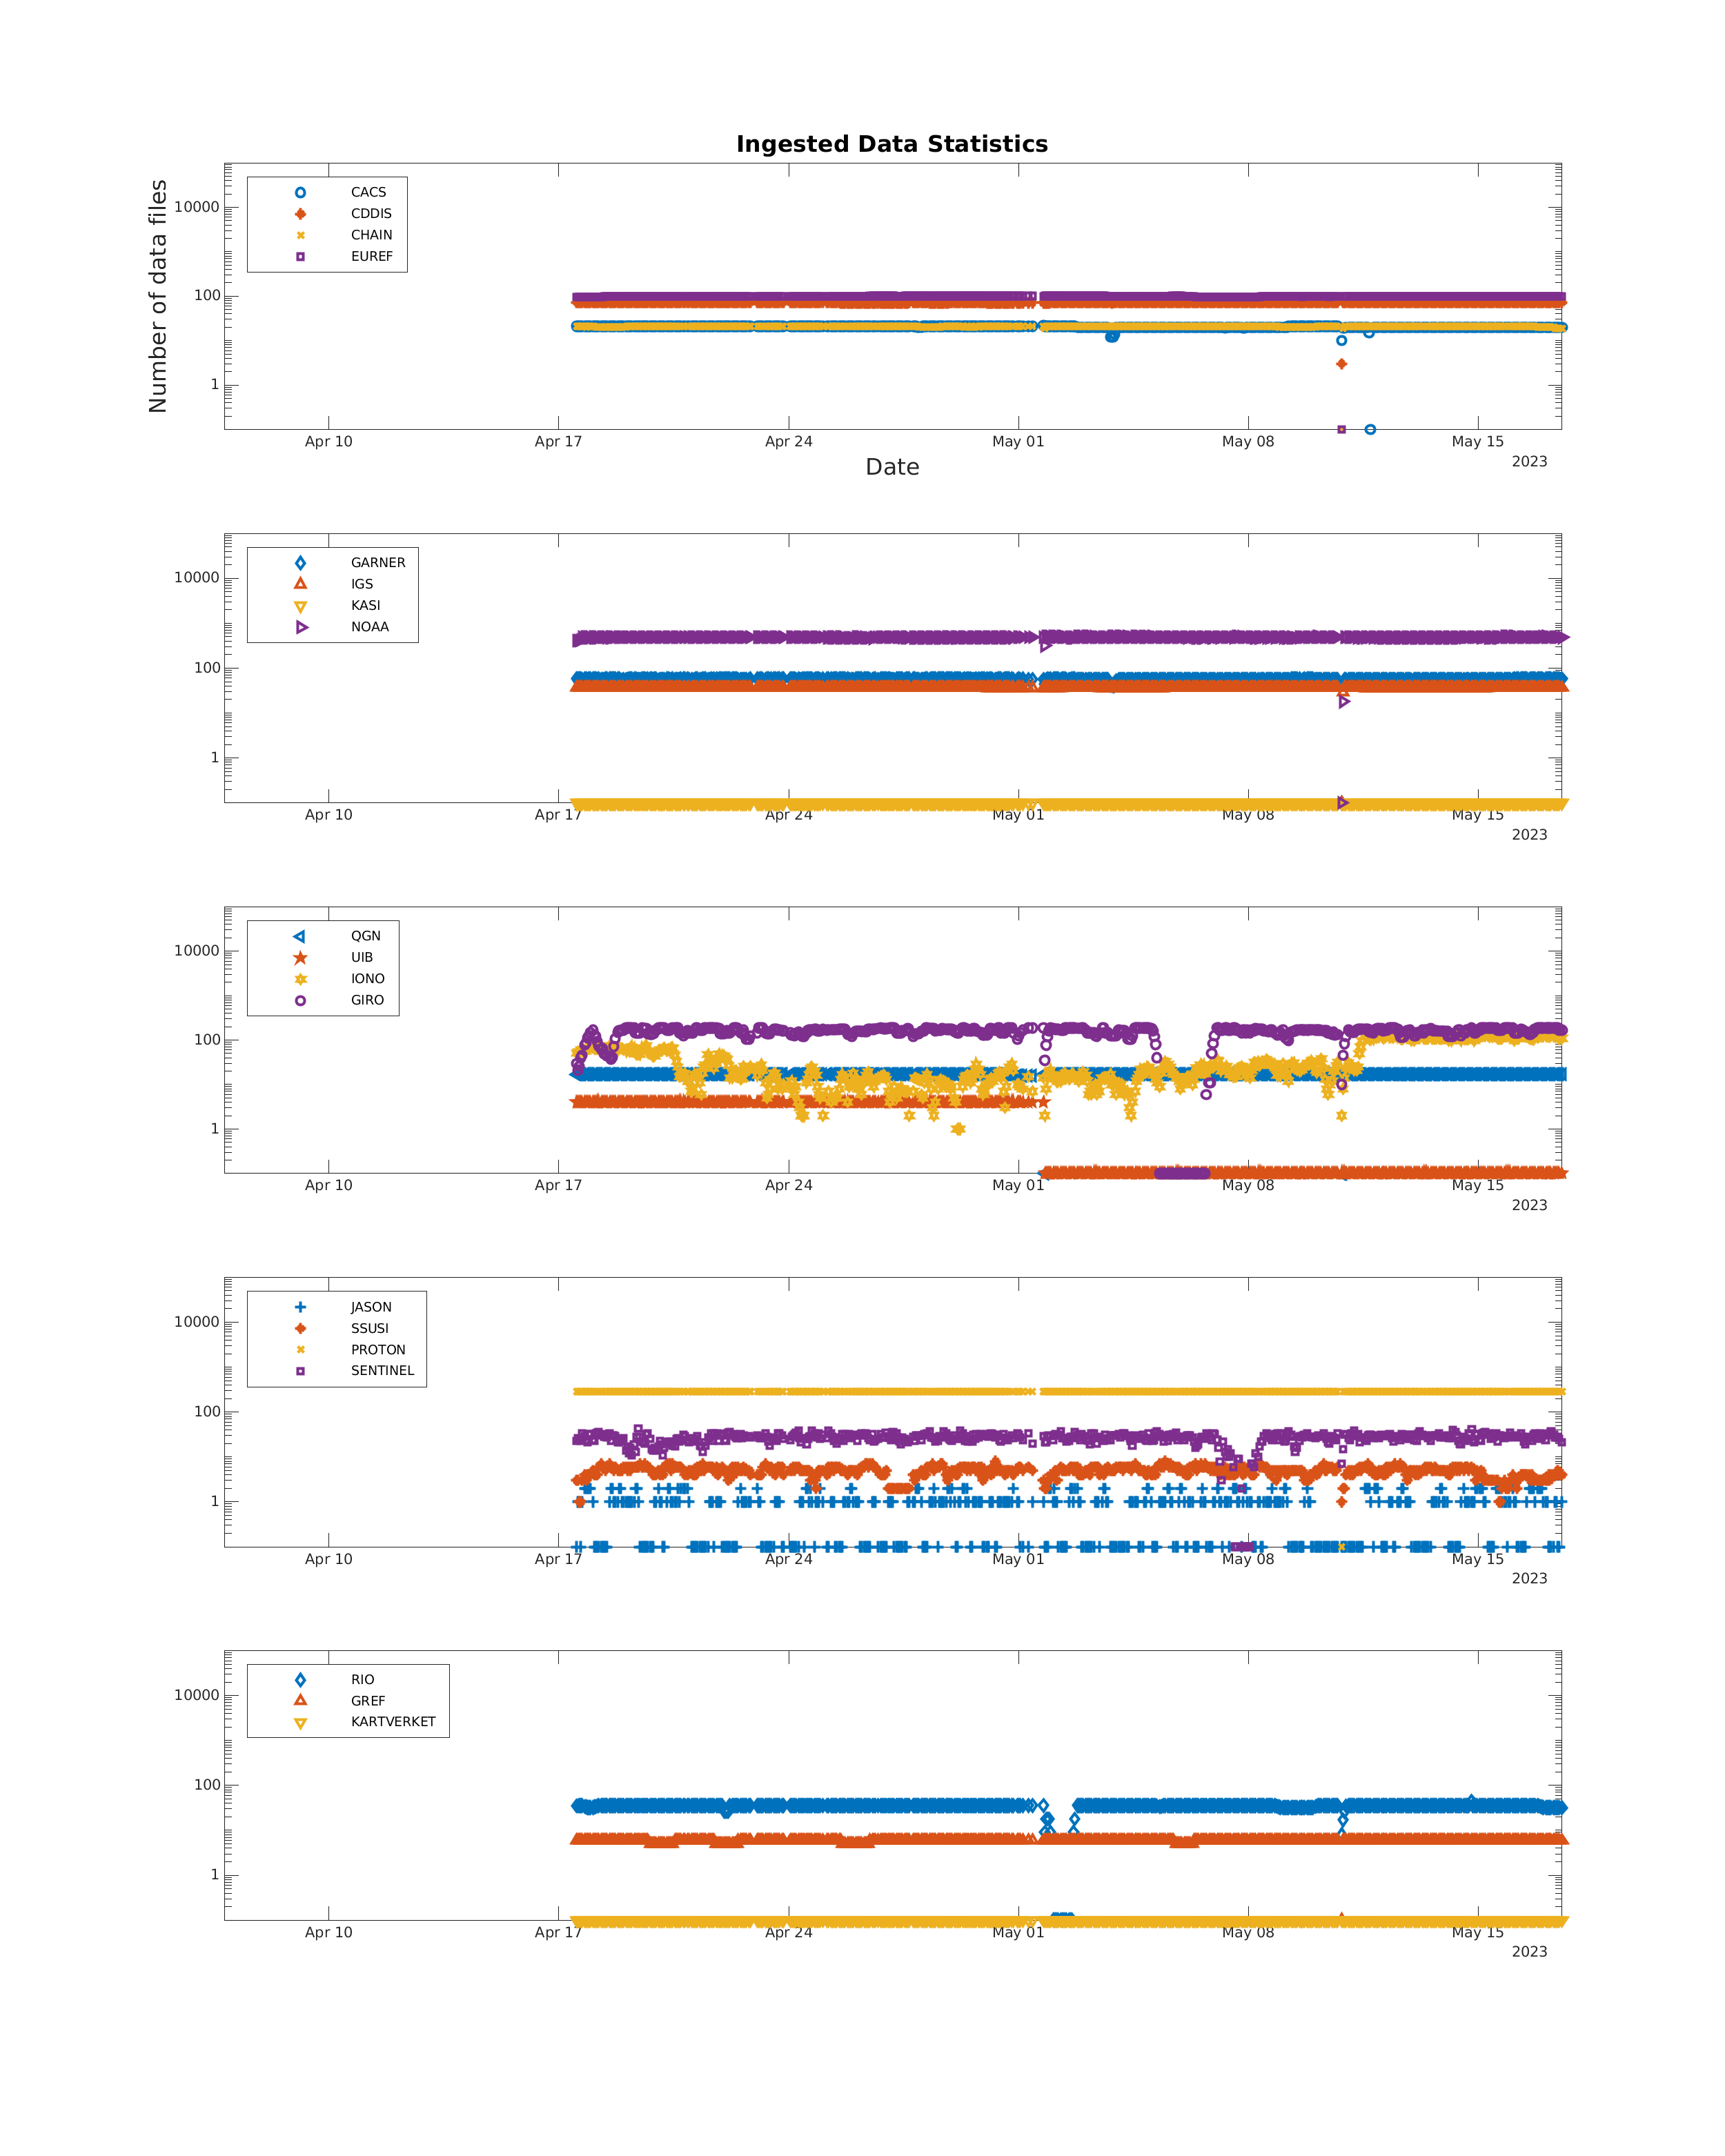 Ingested Data Statistics
Number of data files
10000
100
1
CACS
CDDIS
CHAIN
EUREF
Apr 10 Apr 17 Apr 24 May 01 May 08 May 15
2023
Date
10000
100
1
GARNER
IGS
KASI
NOAA
Apr 10 Apr 17 Apr 24 May 01 May 08 May 15
2023
10000
100
1
QGN
UIB
IONO
GIRO
Apr 10 Apr 17 Apr 24 May 01 May 08 May 15
2023
10000
100
1
JASON
SSUSI
PROTON
SENTINEL
Apr 10 Apr 17 Apr 24 May 01 May 08 May 15
2023
10000
100
1
RIO
GREF
KARTVERKET
Apr 10 Apr 17 Apr 24 May 01 May 08 May 15
2023